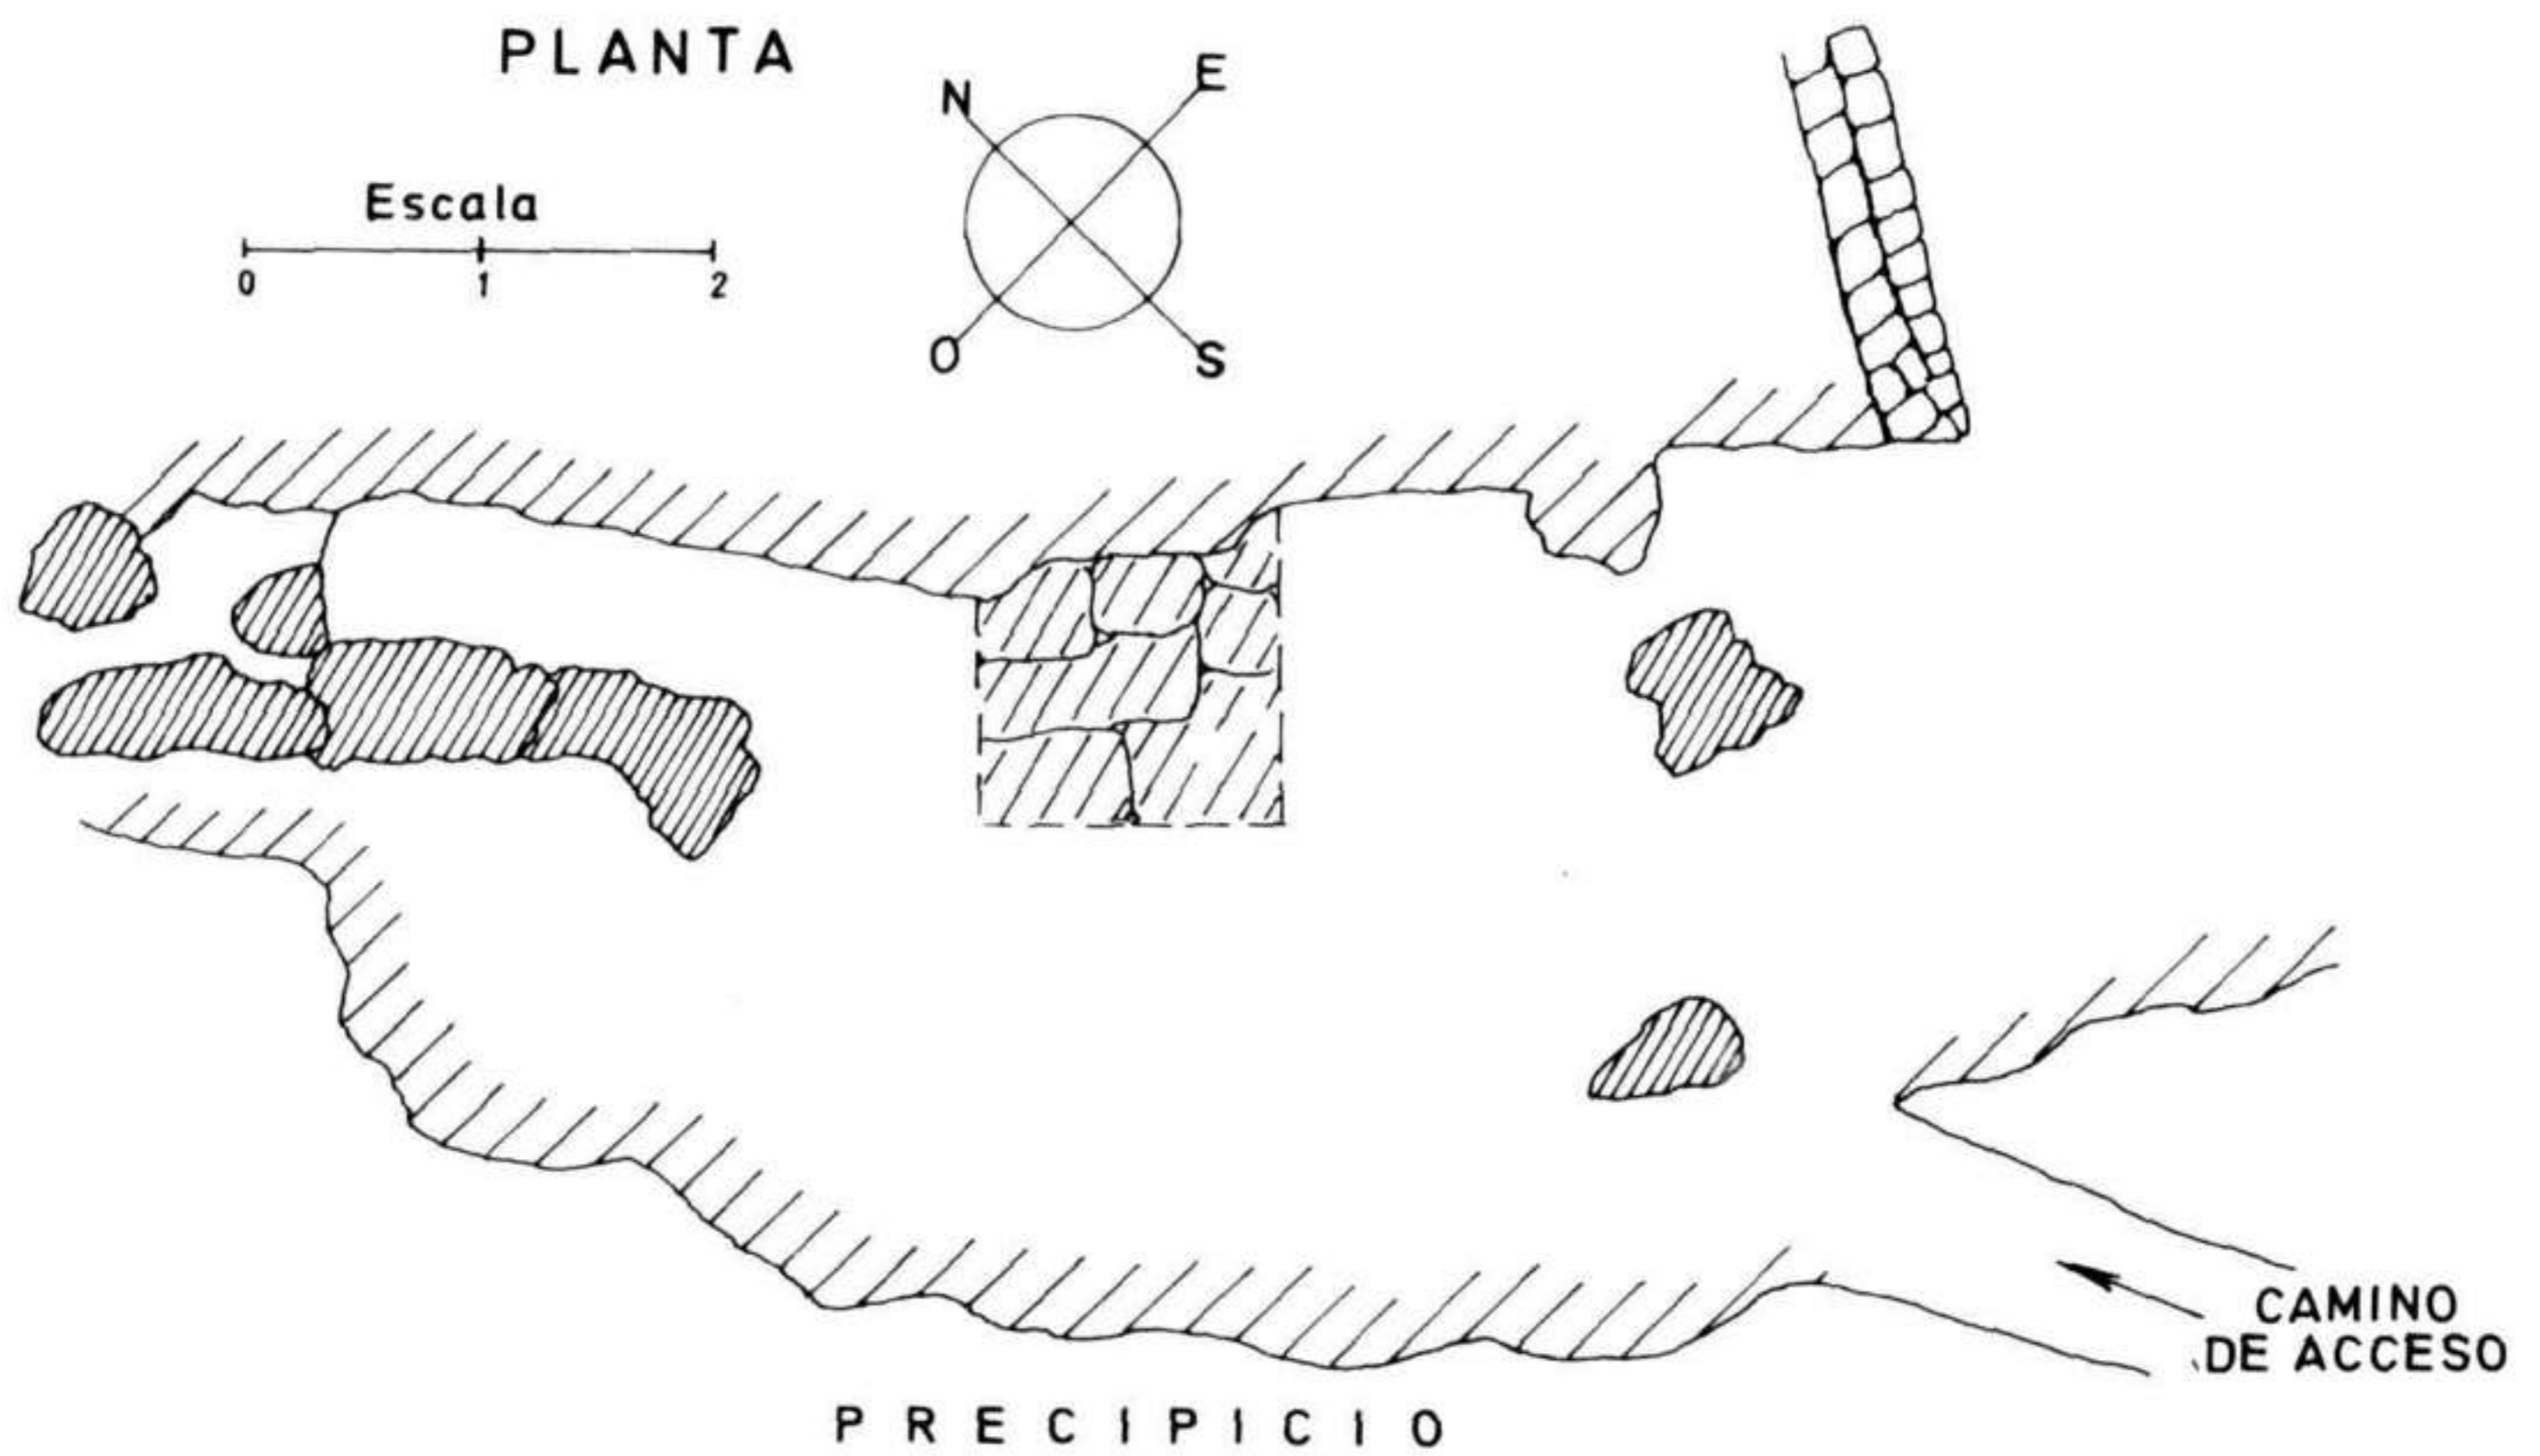 PLANTA
N
E
Escala
0 1 2
O
S
CAMINO
DE ACCESO
PRECIPICIO